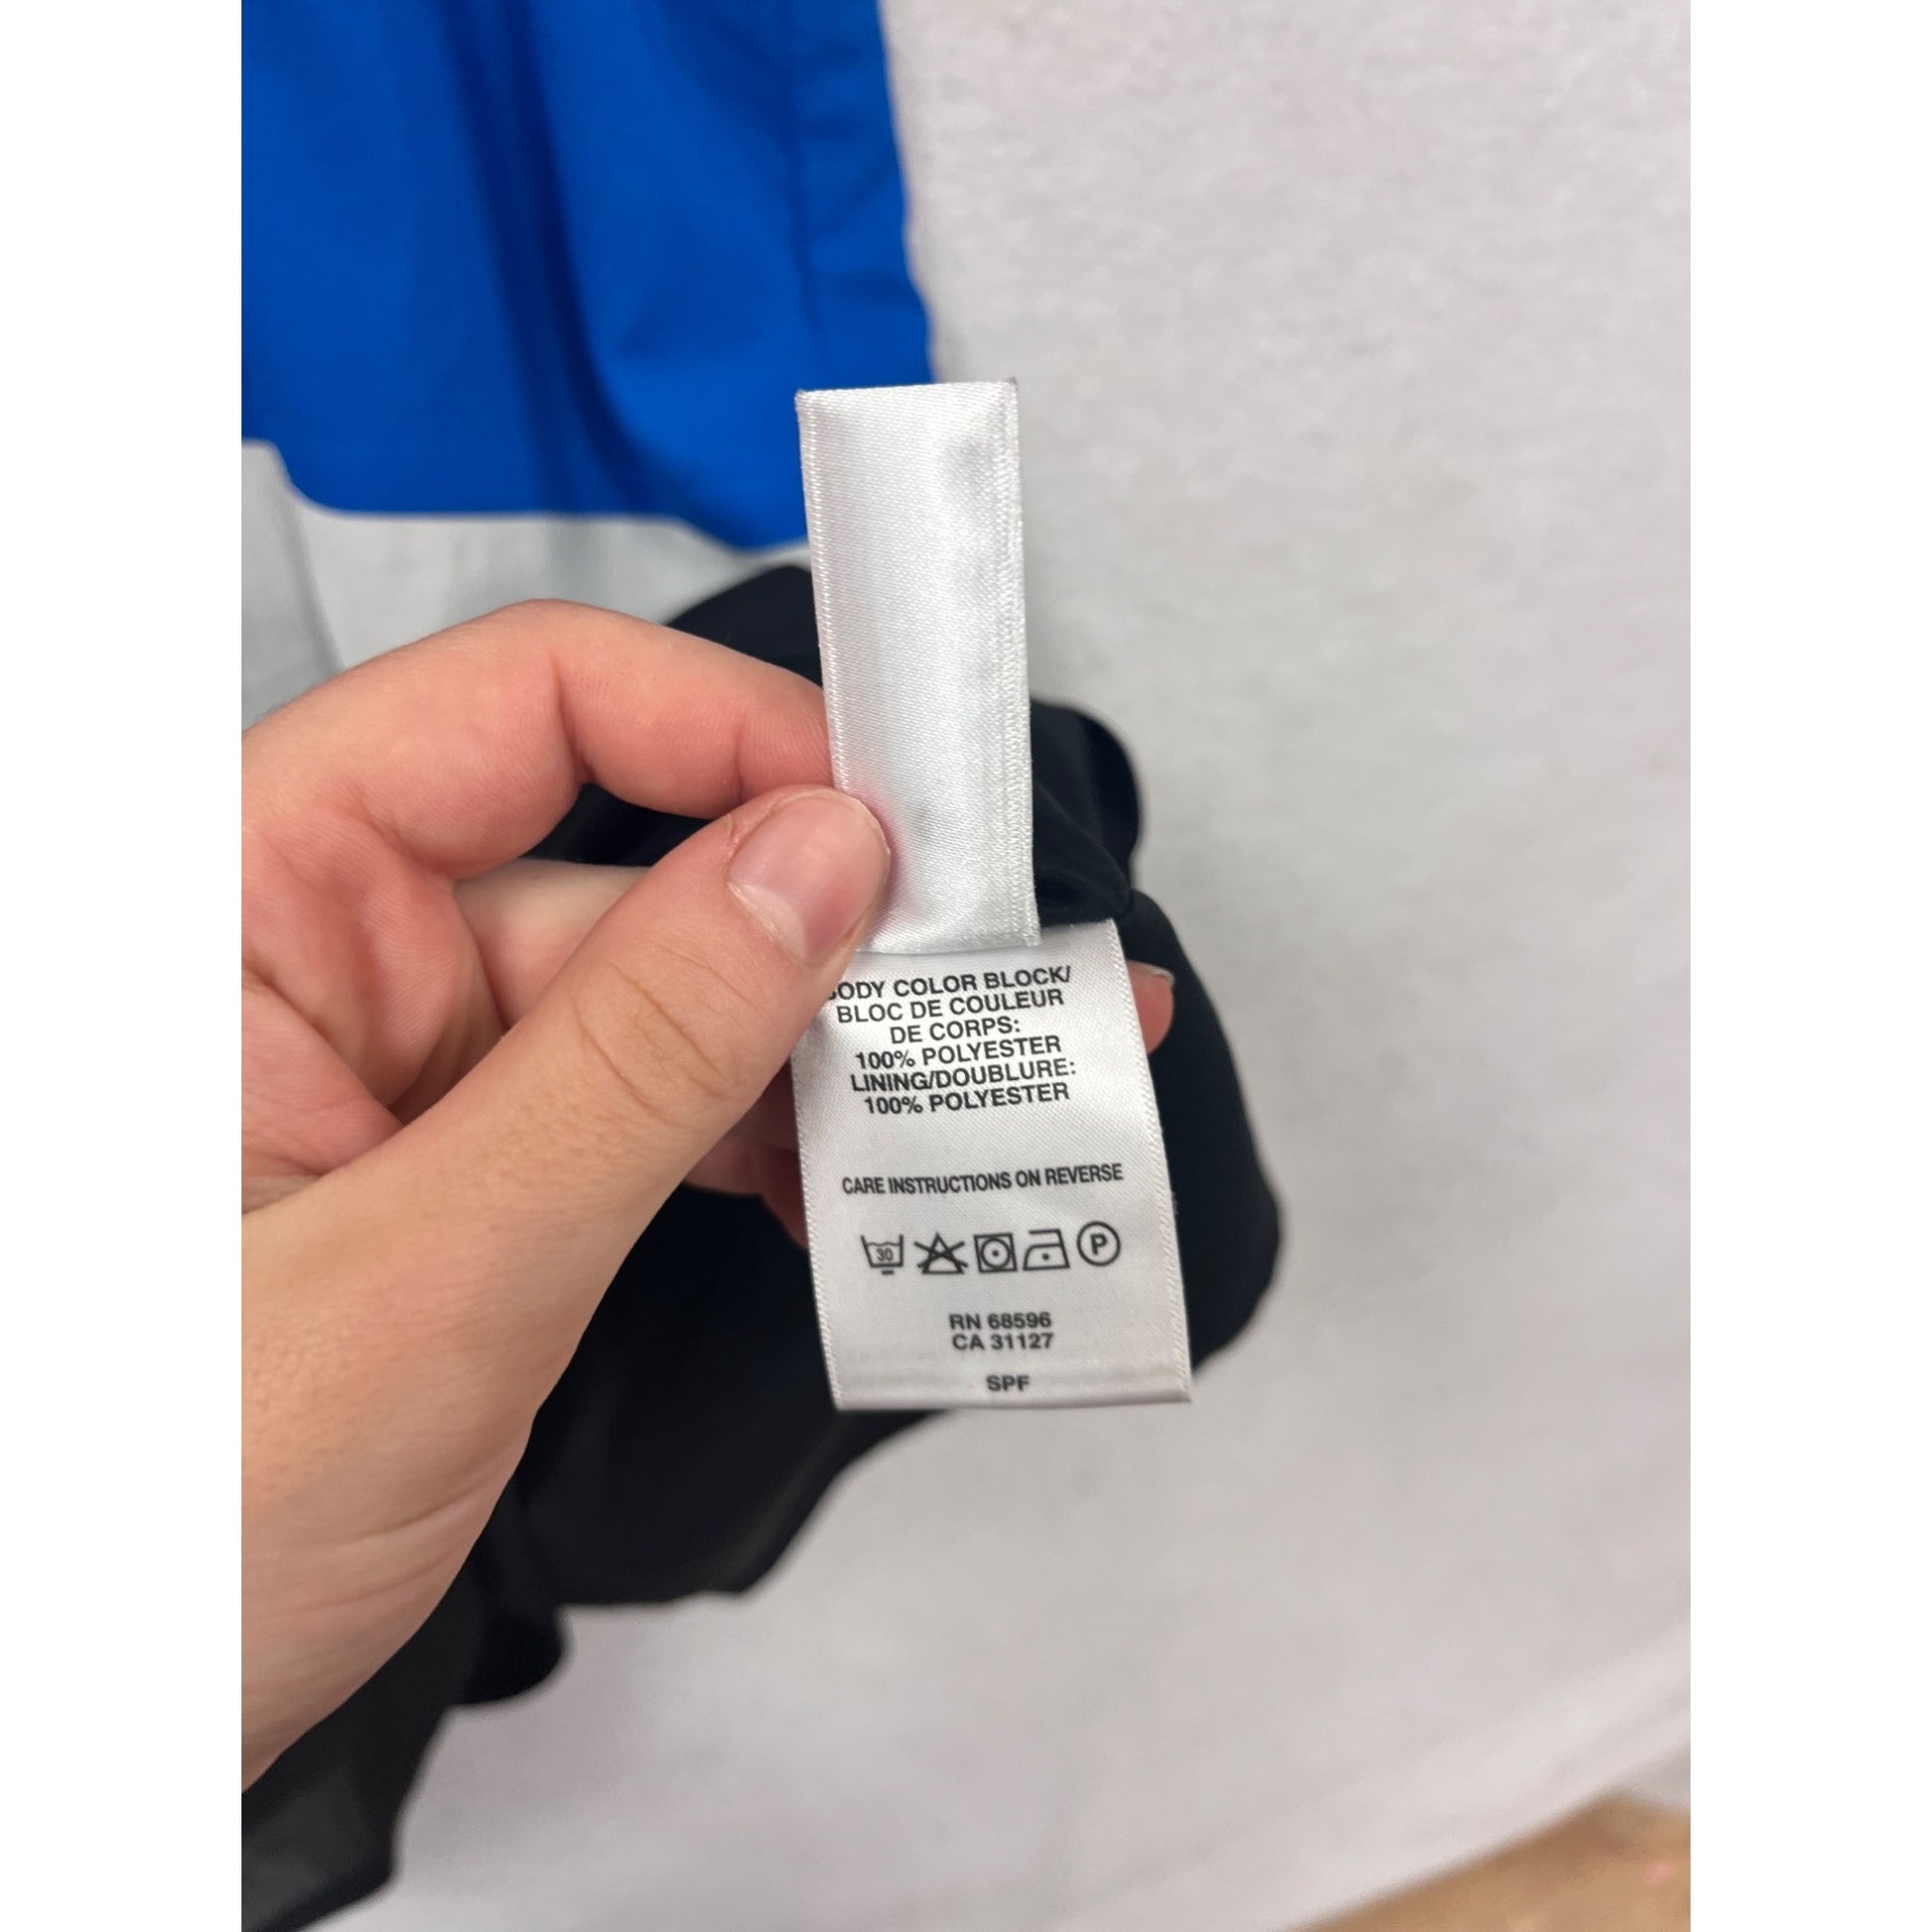 BODY COLOR BLOCK/
BLOC DE COULEUR
DE CORPS:
100% POLYESTER
LINING/DOUBLURE:
100% POLYESTER
CARE INSTRUCTIONS ON REVERSE
30 P
RN 68596
CA 31127
SPF